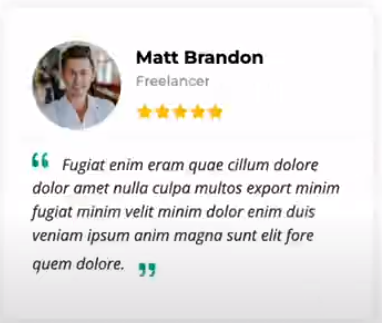 Matt Brandon
Freelancer
“ Fugiat enim eram quae cillum dolore
dolor amet nulla culpa multos export minim
fugiat minim velit minim dolor enim duis
veniam ipsum anim magna sunt elit fore
quem dolore. ”